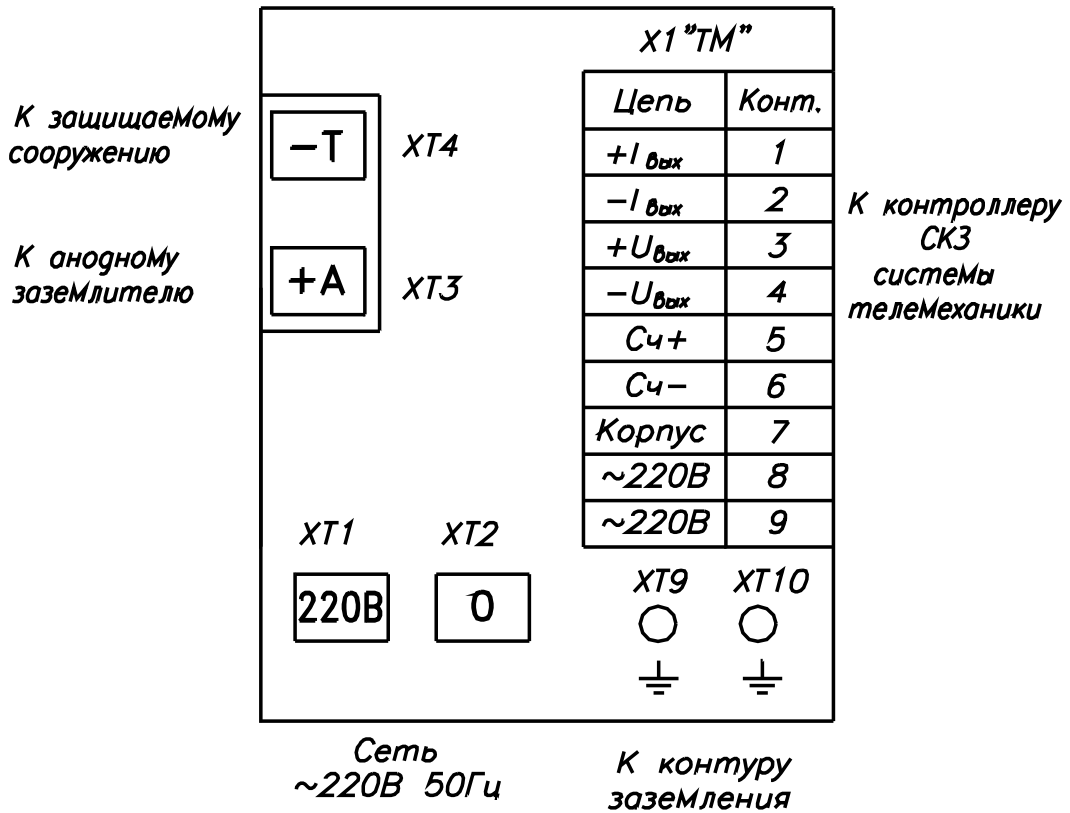 X1"ТМ"
Цепь Конт.
+I вых 1
-I вых 2
+U вых 3
-U вых 4
Сч+ 5
Сч- 6
Корпус 7
~220В 8
~220В 9
К защищаемому
сооружению
-Т XT4
К анодному
заземлителю
+А XT3
К контроллеру
СКЗ
системы
телемеханики
XT1 XT2
220В 0
XT9 XT10
Сеть
~220В 50Гц
К контуру
заземления